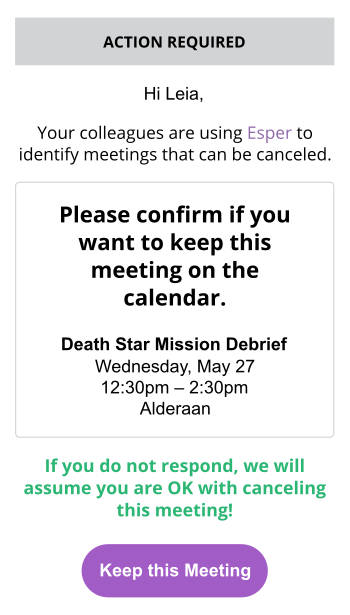 ACTION REQUIRED
Hi Leia,
Your colleagues are using Esper to
identify meetings that can be canceled.
Please confirm if you
want to keep this
meeting on the
calendar.
Death Star Mission Debrief
Wednesday, May 27
12:30pm – 2:30pm
Alderaan
If you do not respond, we will
assume you are OK with canceling
this meeting!
Keep this Meeting